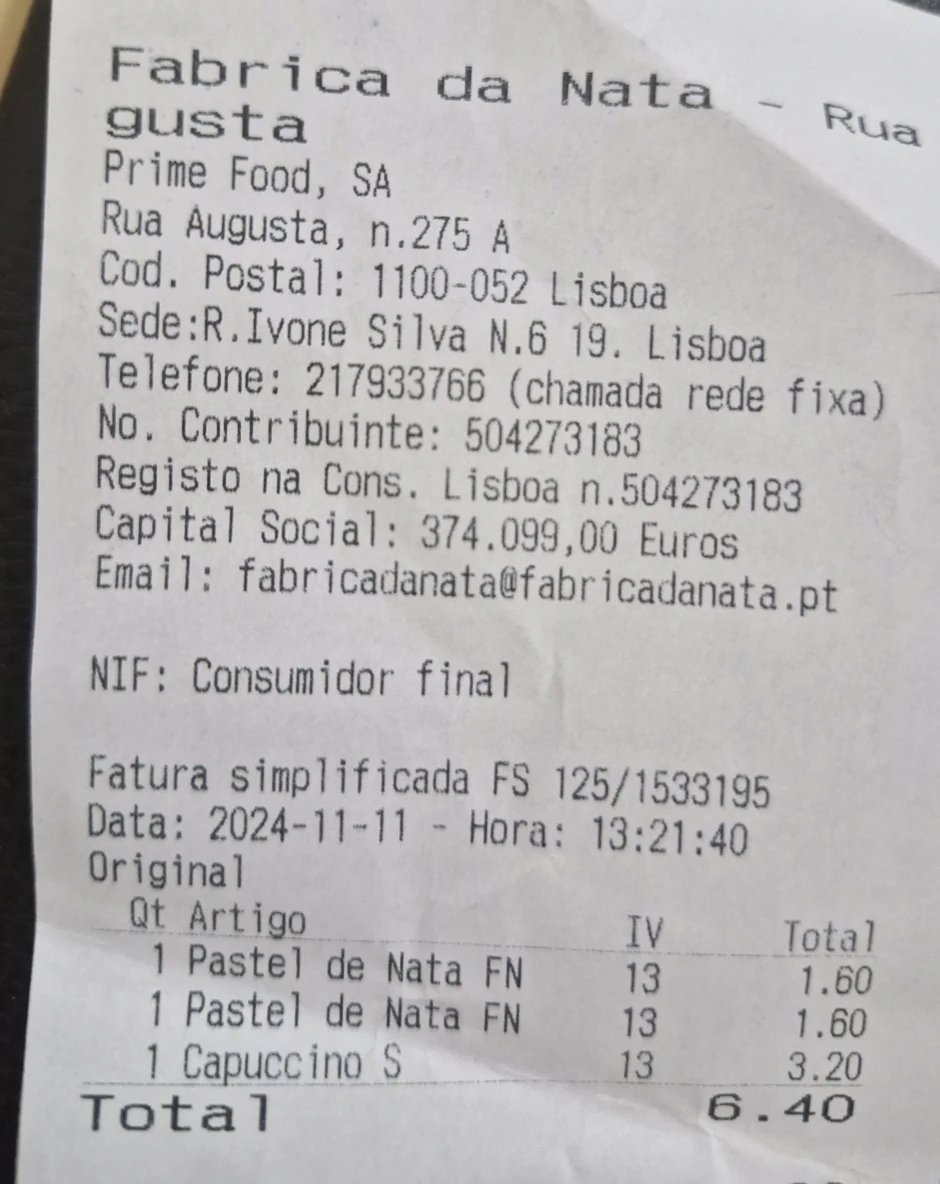 Fabrica da Nata - Rua
gusta
Prime Food, SA
Rua Augusta, n.275 A
Cod. Postal: 1100-052 Lisboa
Sede:R.Ivone Silva N.6 19. Lisboa
Telefone: 217933766 (chamada rede fixa)
No. Contribuinte: 504273183
Registo na Cons. Lisboa n.504273183
Capital Social: 374.099,00 Euros
Email: fabricadanata@fabricadanata.pt
NIF: Consumidor final
Fatura simplificada FS 125/1533195
Data: 2024-11-11 - Hora: 13:21:40
Original
Qt Artigo IV Total
1 Pastel de Nata FN 13 1.60
1 Pastel de Nata FN 13 1.60
1 Capuccino S 13 3.20
Total 6.40